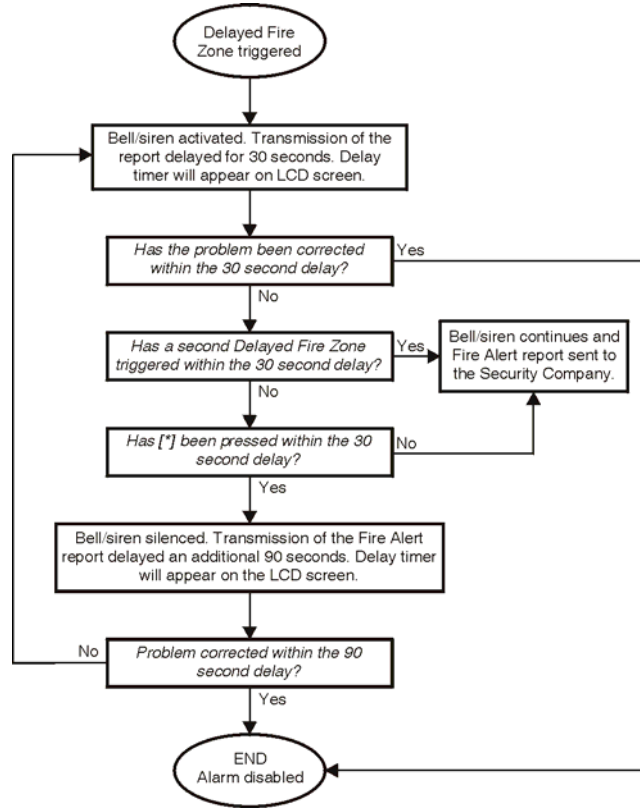 Delayed Fire
Zone triggered
Bell/siren activated. Transmission of the
report delayed for 30 seconds. Delay
timer will appear on LCD screen.
Has the problem been corrected
within the 30 second delay?
Yes
No
Has a second Delayed Fire Zone
triggered within the 30 second delay?
Yes
Bell/siren continues and
Fire Alert report sent to
the Security Company.
No
Has [*] been pressed within the 30
second delay?
No
Yes
Bell/siren silenced. Transmission of the Fire Alert
report delayed an additional 90 seconds. Delay timer
will appear on the LCD screen.
No
Problem corrected within the 90
second delay?
Yes
END
Alarm disabled